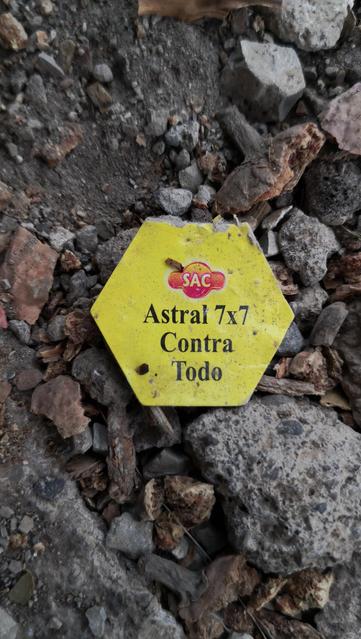 SAC
Astral 7x7
Contra
Todo